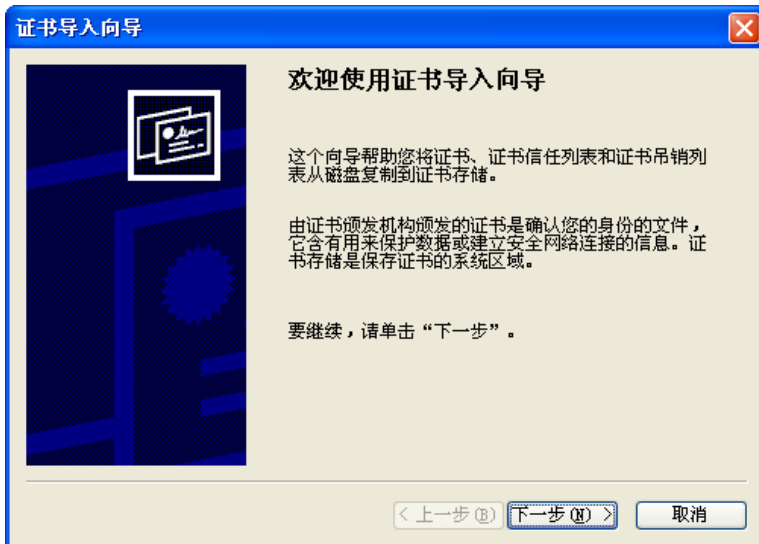 证书导入向导
欢迎使用证书导入向导
这个向导帮助您将证书、证书信任列表和证书吊销列
表从磁盘复制到证书存储。
由证书颁发机构颁发的证书是确认您的身份的文件，
它含有用来保护数据或建立安全网络连接的信息。证
书存储是保存证书的系统区域。
要继续，请单击“下一步”。
< 上一步(B) 下一步(N) > 取消